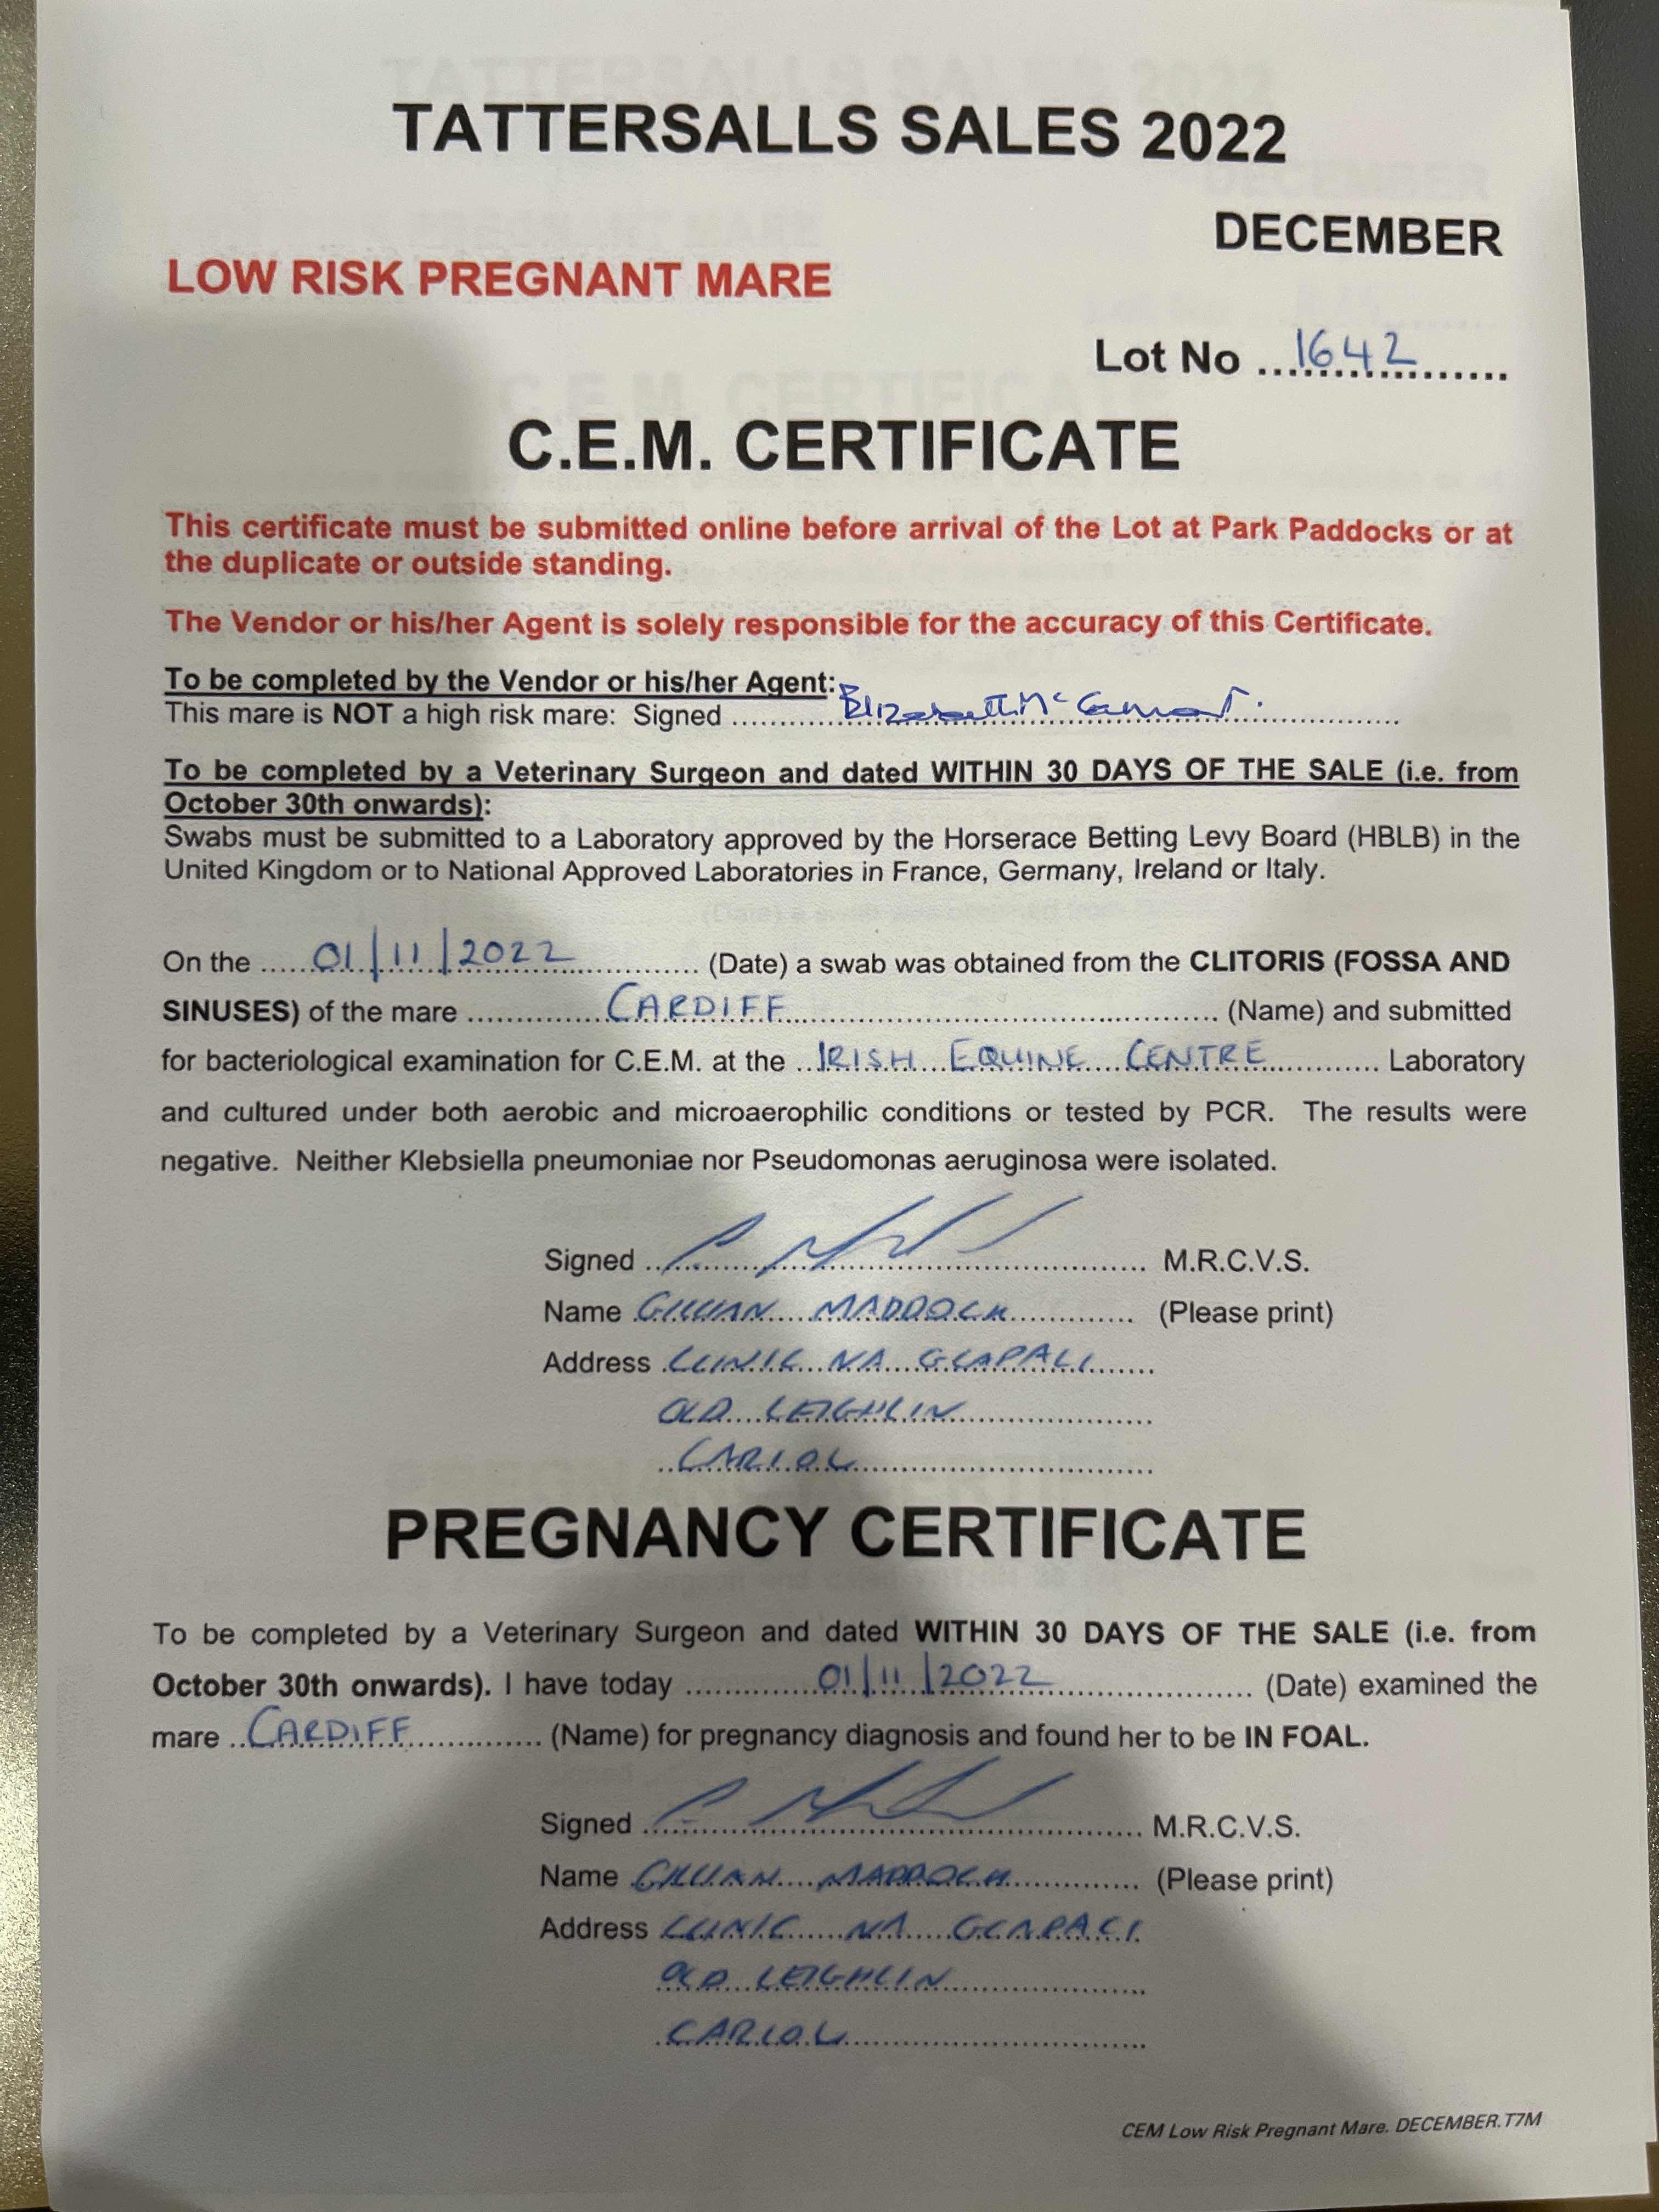 TATTERSALLS SALES 2022
DECEMBER
LOW RISK PREGNANT MARE
Lot No ...1642...
C.E.M. CERTIFICATE
This certificate must be submitted online before arrival of the Lot at Park Paddocks or at
the duplicate or outside standing.
The Vendor or his/her Agent is solely responsible for the accuracy of this Certificate.
To be completed by the Vendor or his/her Agent:
This mare is NOT a high risk mare: Signed ... Elizabeth ...
To be completed by a Veterinary Surgeon and dated WITHIN 30 DAYS OF THE SALE (i.e. from
October 30th onwards):
Swabs must be submitted to a Laboratory approved by the Horserace Betting Levy Board (HBLB) in the
United Kingdom or to National Approved Laboratories in France, Germany, Ireland or Italy.
On the ... 01/11/2022 ... (Date) a swab was obtained from the CLITORIS (FOSSA AND
SINUSES) of the mare ... CARDIFF ... (Name) and submitted
for bacteriological examination for C.E.M. at the ... IRISH EQUINE CENTRE ... Laboratory
and cultured under both aerobic and microaerophilic conditions or tested by PCR. The results were
negative. Neither Klebsiella pneumoniae nor Pseudomonas aeruginosa were isolated.
Signed ... M.R.C.V.S.
Name GILLIAN MADDOCK ... (Please print)
Address CLINIC NA GCAPALL ...
OLD LEIGHLIN ...
CARLOW ...
PREGNANCY CERTIFICATE
To be completed by a Veterinary Surgeon and dated WITHIN 30 DAYS OF THE SALE (i.e. from
October 30th onwards). I have today ... 01/11/2022 ... (Date) examined the
mare ... CARDIFF ... (Name) for pregnancy diagnosis and found her to be IN FOAL.
Signed ... M.R.C.V.S.
Name GILLIAN MADDOCK ... (Please print)
Address CLINIC NA GCAPALL
OLD LEIGHLIN ...
CARLOW ...
CEM Low Risk Pregnant Mare. DECEMBER.T7M